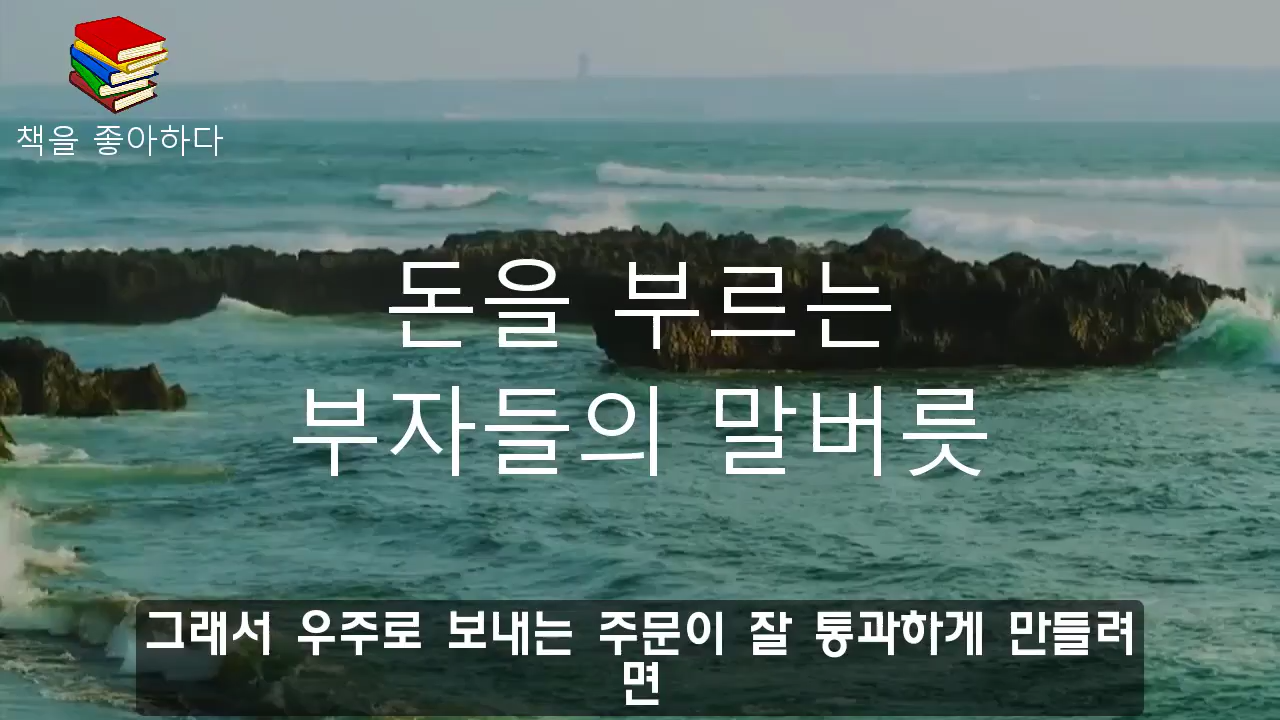 책을 좋아하다
돈을 부르는
부자들의 말버릇
그래서 우주로 보내는 주문이 잘 통과하게 만들려
면